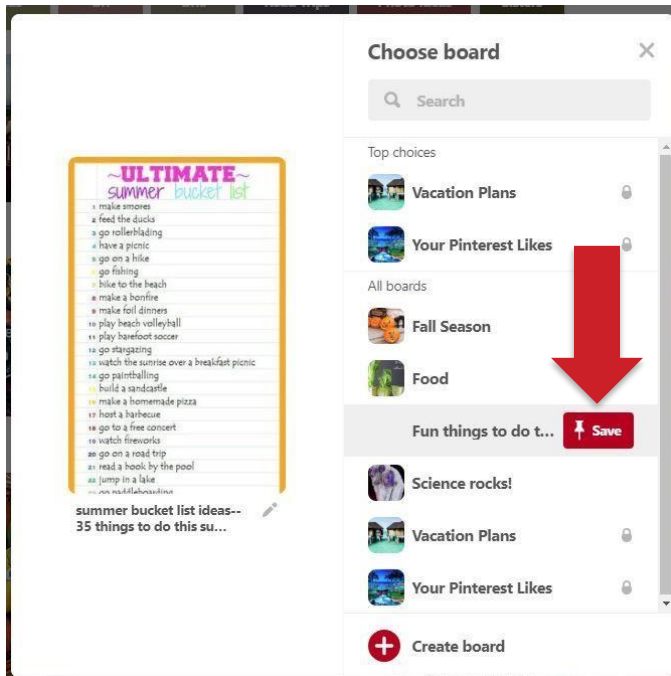 Road Trips
Choose board
Search
~ULTIMATE~
summer bucket list
1 make smores
2 feed the ducks
3 go rollerblading
4 have a picnic
5 go on a hike
6 go fishing
7 bike to the beach
8 make a bonfire
9 make foil dinners
10 play beach volleyball
11 play barefoot soccer
12 go stargazing
13 watch the sunrise over a breakfast picnic
14 go paintballing
15 build a sandcastle
16 make a homemade pizza
17 host a barbecue
18 go to a free concert
19 watch fireworks
20 go on a road trip
21 read a book by the pool
22 jump in a lake
go paddleboarding
summer bucket list ideas--
35 things to do this su...
Top choices
Vacation Plans
Your Pinterest Likes
All boards
Fall Season
Food
Fun things to do t... Save
Science rocks!
Vacation Plans
Your Pinterest Likes
Create board